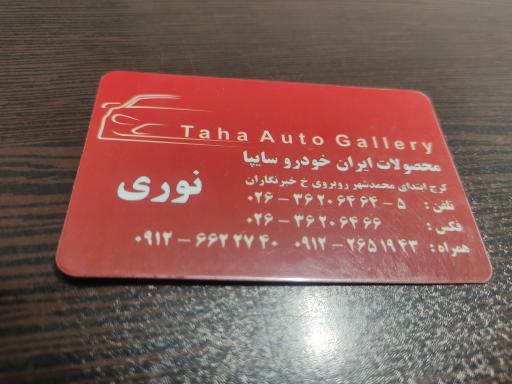 Taha Auto Gallery
محصولات ایران خودرو سایپا
نوری
کرج ابتدای محمدشهر روبروی خ خبرنگاران
تلفن: ۵ - ۳۶۲۰۶۴۶۴ - ۰۲۶
فکس: ۳۶۲۰۶۴۶۶ - ۰۲۶
همراه: ۲۶۵۱۹۴۳ - ۰۹۱۲ ۶۶۲۲۷۴۰ - ۰۹۱۲